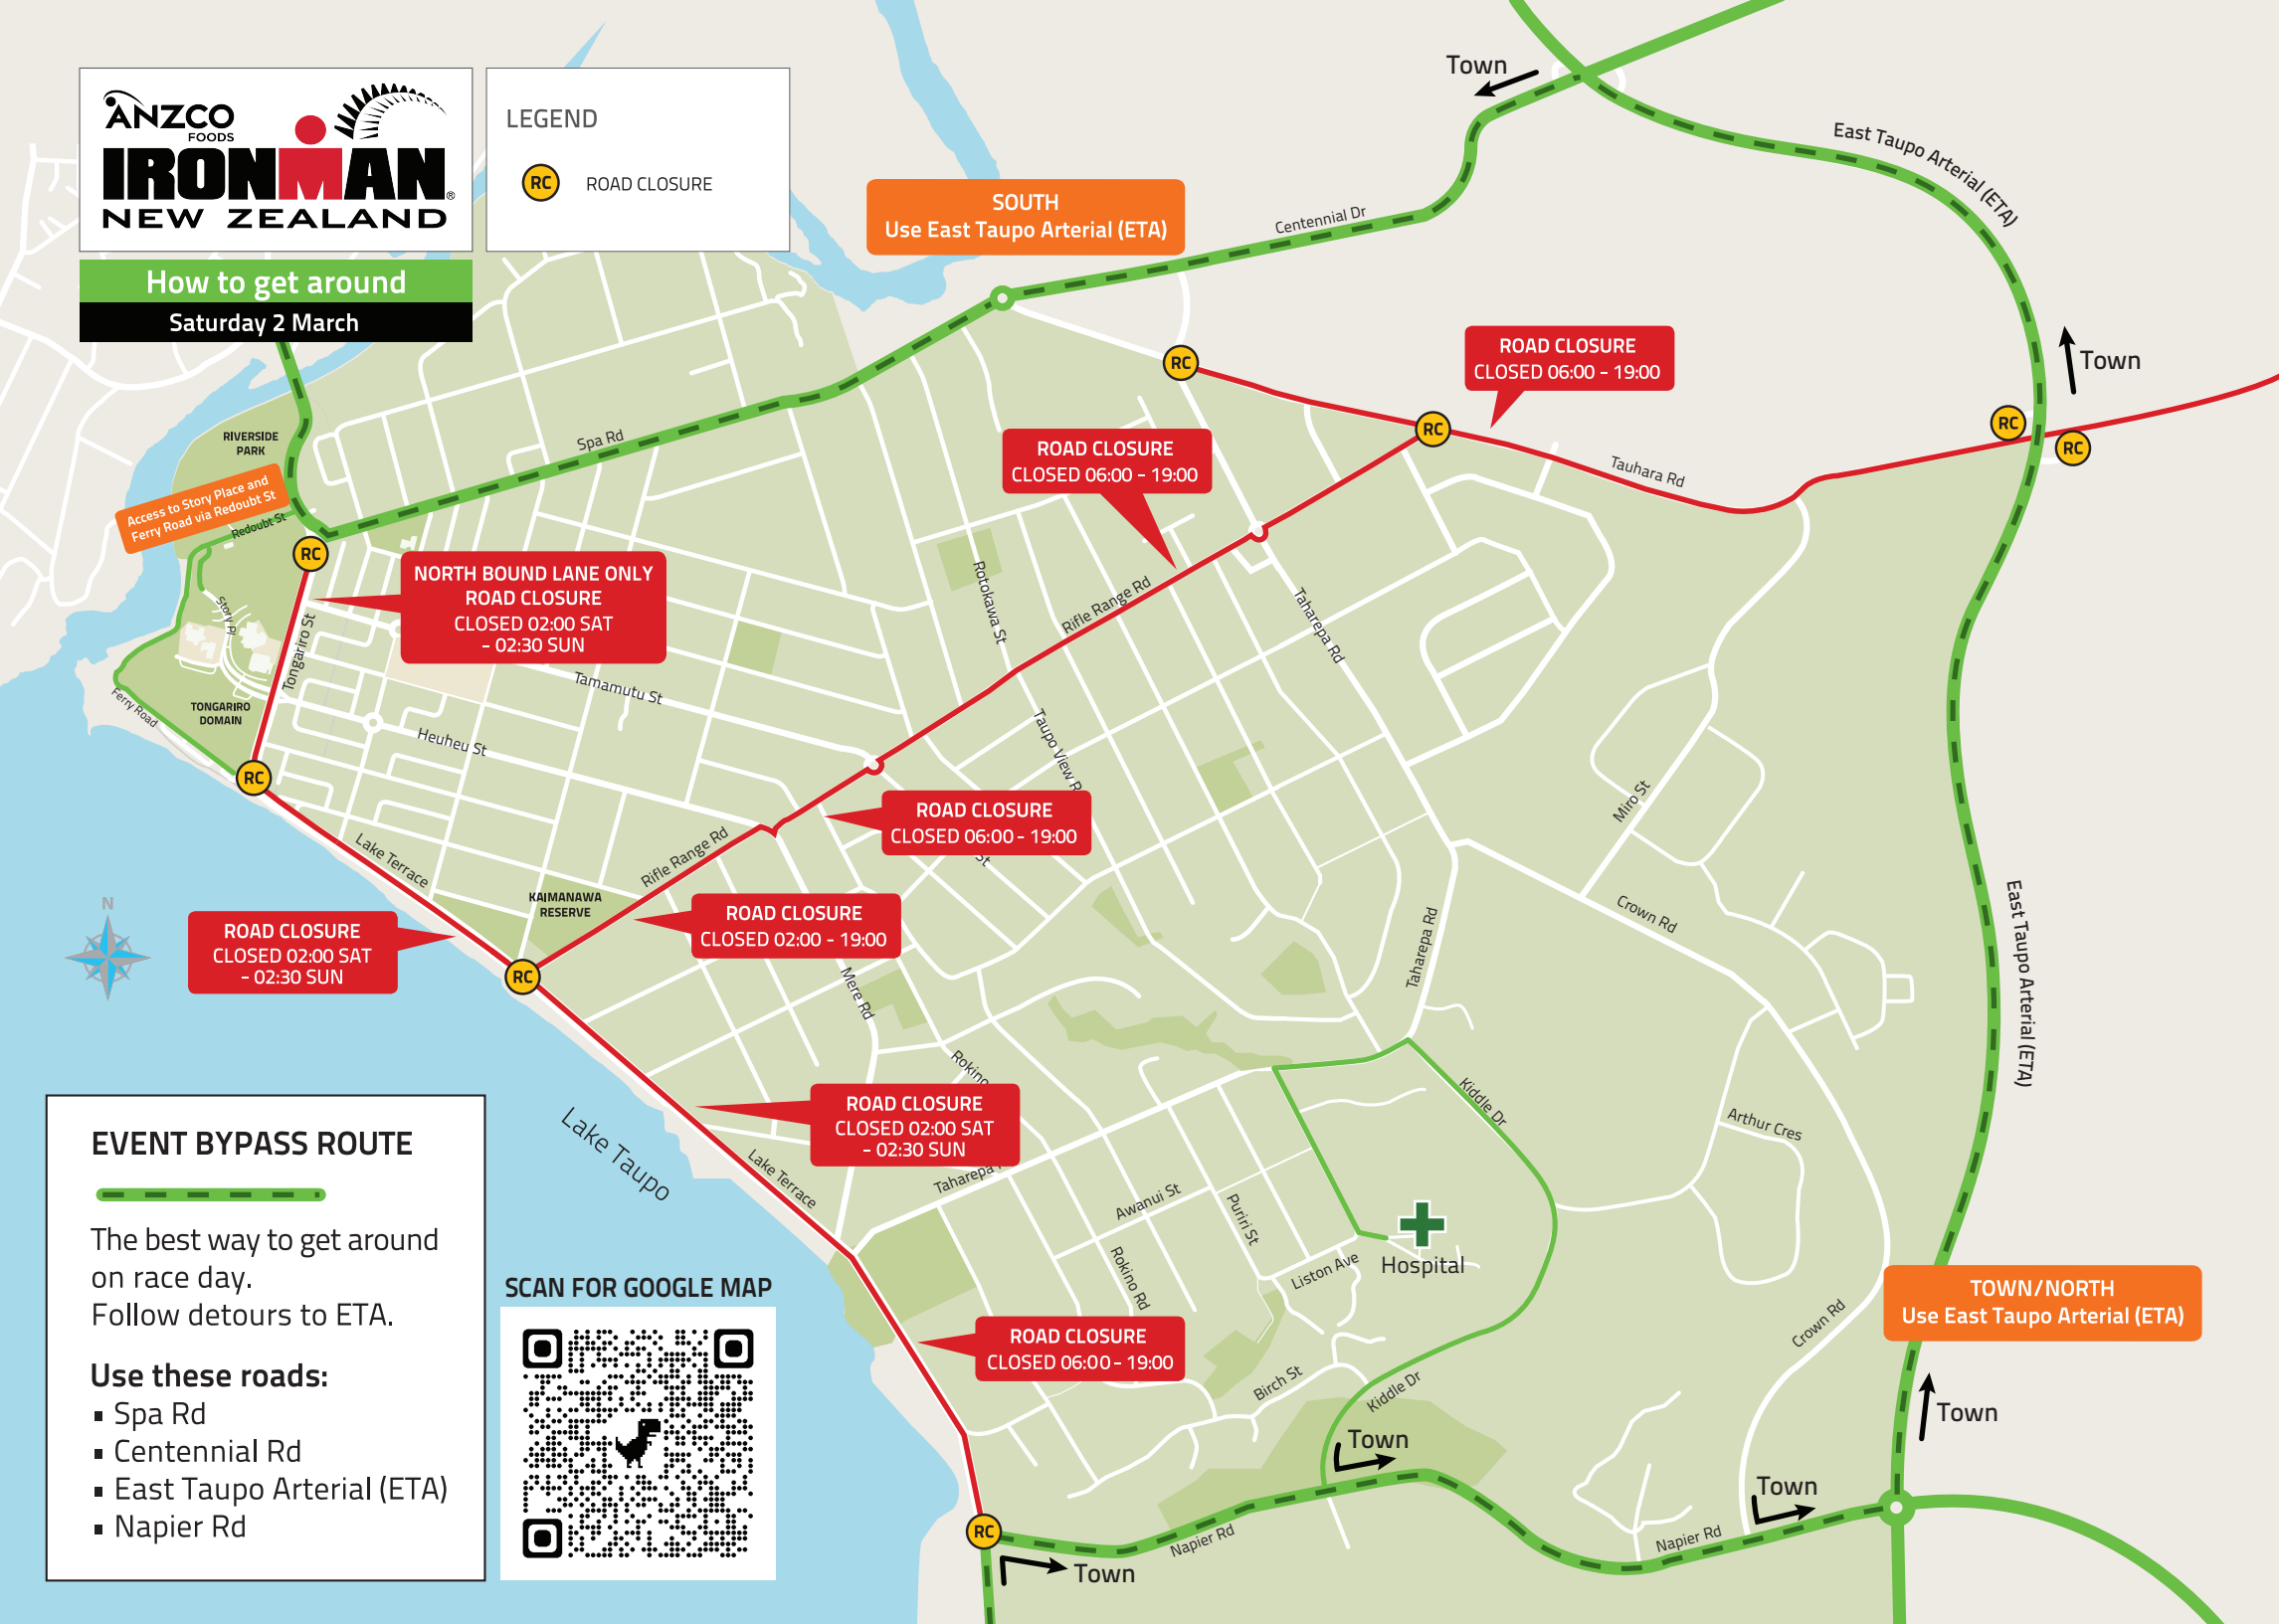 ANZCO
FOODS
IRONMAN®
NEW ZEALAND
How to get around
Saturday 2 March
LEGEND
RC ROAD CLOSURE
SOUTH
Use East Taupo Arterial (ETA)
Town
East Taupo Arterial (ETA)
Centennial Dr
Town
ROAD CLOSURE
CLOSED 06:00 - 19:00
RC
RC
RC
RC
Tauhara Rd
ROAD CLOSURE
CLOSED 06:00 - 19:00
Spa Rd
RIVERSIDE
PARK
Access to Story Place and
Ferry Road via Redoubt St
Redoubt St
RC
NORTH BOUND LANE ONLY
ROAD CLOSURE
CLOSED 02:00 SAT
- 02:30 SUN
Story Pl
Tongariro St
TONGARIRO
DOMAIN
Ferry Road
RC
Rotokawa St
Rifle Range Rd
Taharepa Rd
Tamamutu St
Heuheu St
Taupo View R
Miro St
ROAD CLOSURE
CLOSED 06:00 - 19:00
St
Lake Terrace
Rifle Range Rd
KAIMANAWA
RESERVE
ROAD CLOSURE
CLOSED 02:00 - 19:00
N
ROAD CLOSURE
CLOSED 02:00 SAT
- 02:30 SUN
RC
Mere Rd
Taharepa Rd
Crown Rd
East Taupo Arterial (ETA)
Rokino
Kiddle Dr
Arthur Cres
ROAD CLOSURE
CLOSED 02:00 SAT
- 02:30 SUN
Lake Taupo
Lake Terrace
Taharepa
Awanui St
Puriri St
Rokino Rd
Liston Ave
Hospital
TOWN/NORTH
Use East Taupo Arterial (ETA)
Crown Rd
ROAD CLOSURE
CLOSED 06:00 - 19:00
Birch St
Kiddle Dr
Town
Town
Town
RC
Napier Rd
Napier Rd
Town
EVENT BYPASS ROUTE
The best way to get around
on race day.
Follow detours to ETA.
Use these roads:
▪ Spa Rd
▪ Centennial Rd
▪ East Taupo Arterial (ETA)
▪ Napier Rd
SCAN FOR GOOGLE MAP